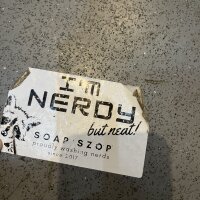 I'M
NERDY
but neat!
SOAP SZOP
proudly washing nerds
since 2017